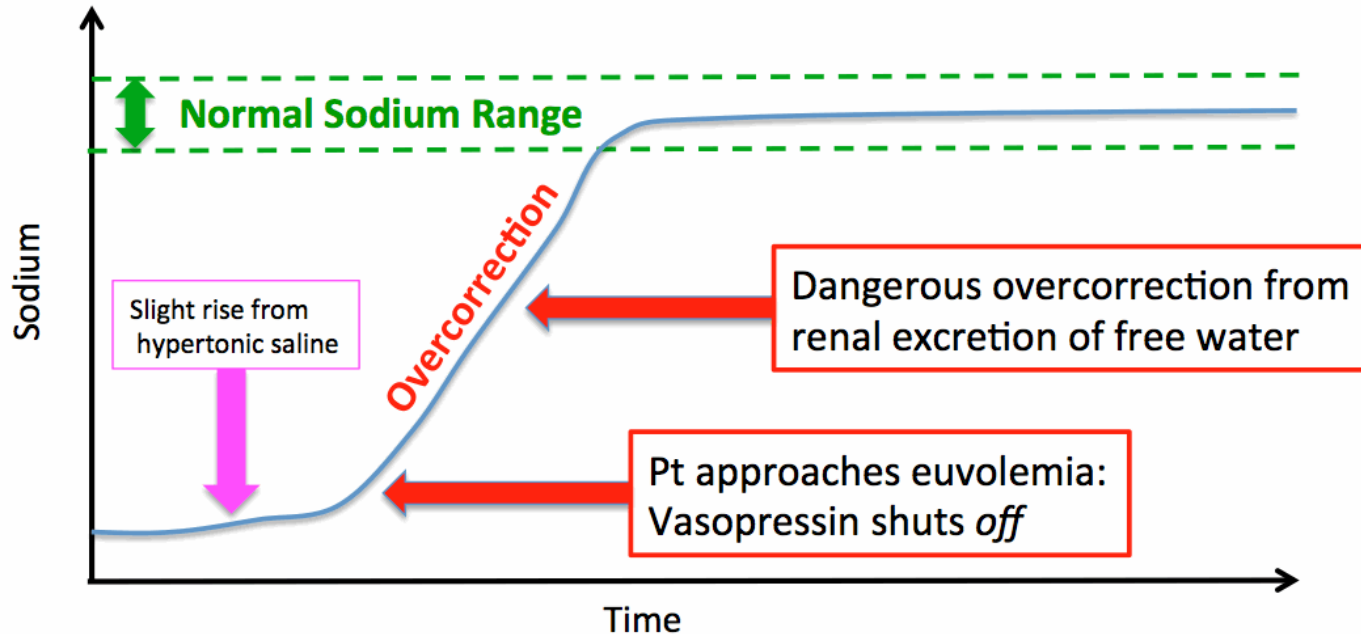 Normal Sodium Range
Sodium
Slight rise from
hypertonic saline
Overcorrection
Dangerous overcorrection from
renal excretion of free water
Pt approaches euvolemia:
Vasopressin shuts off
Time